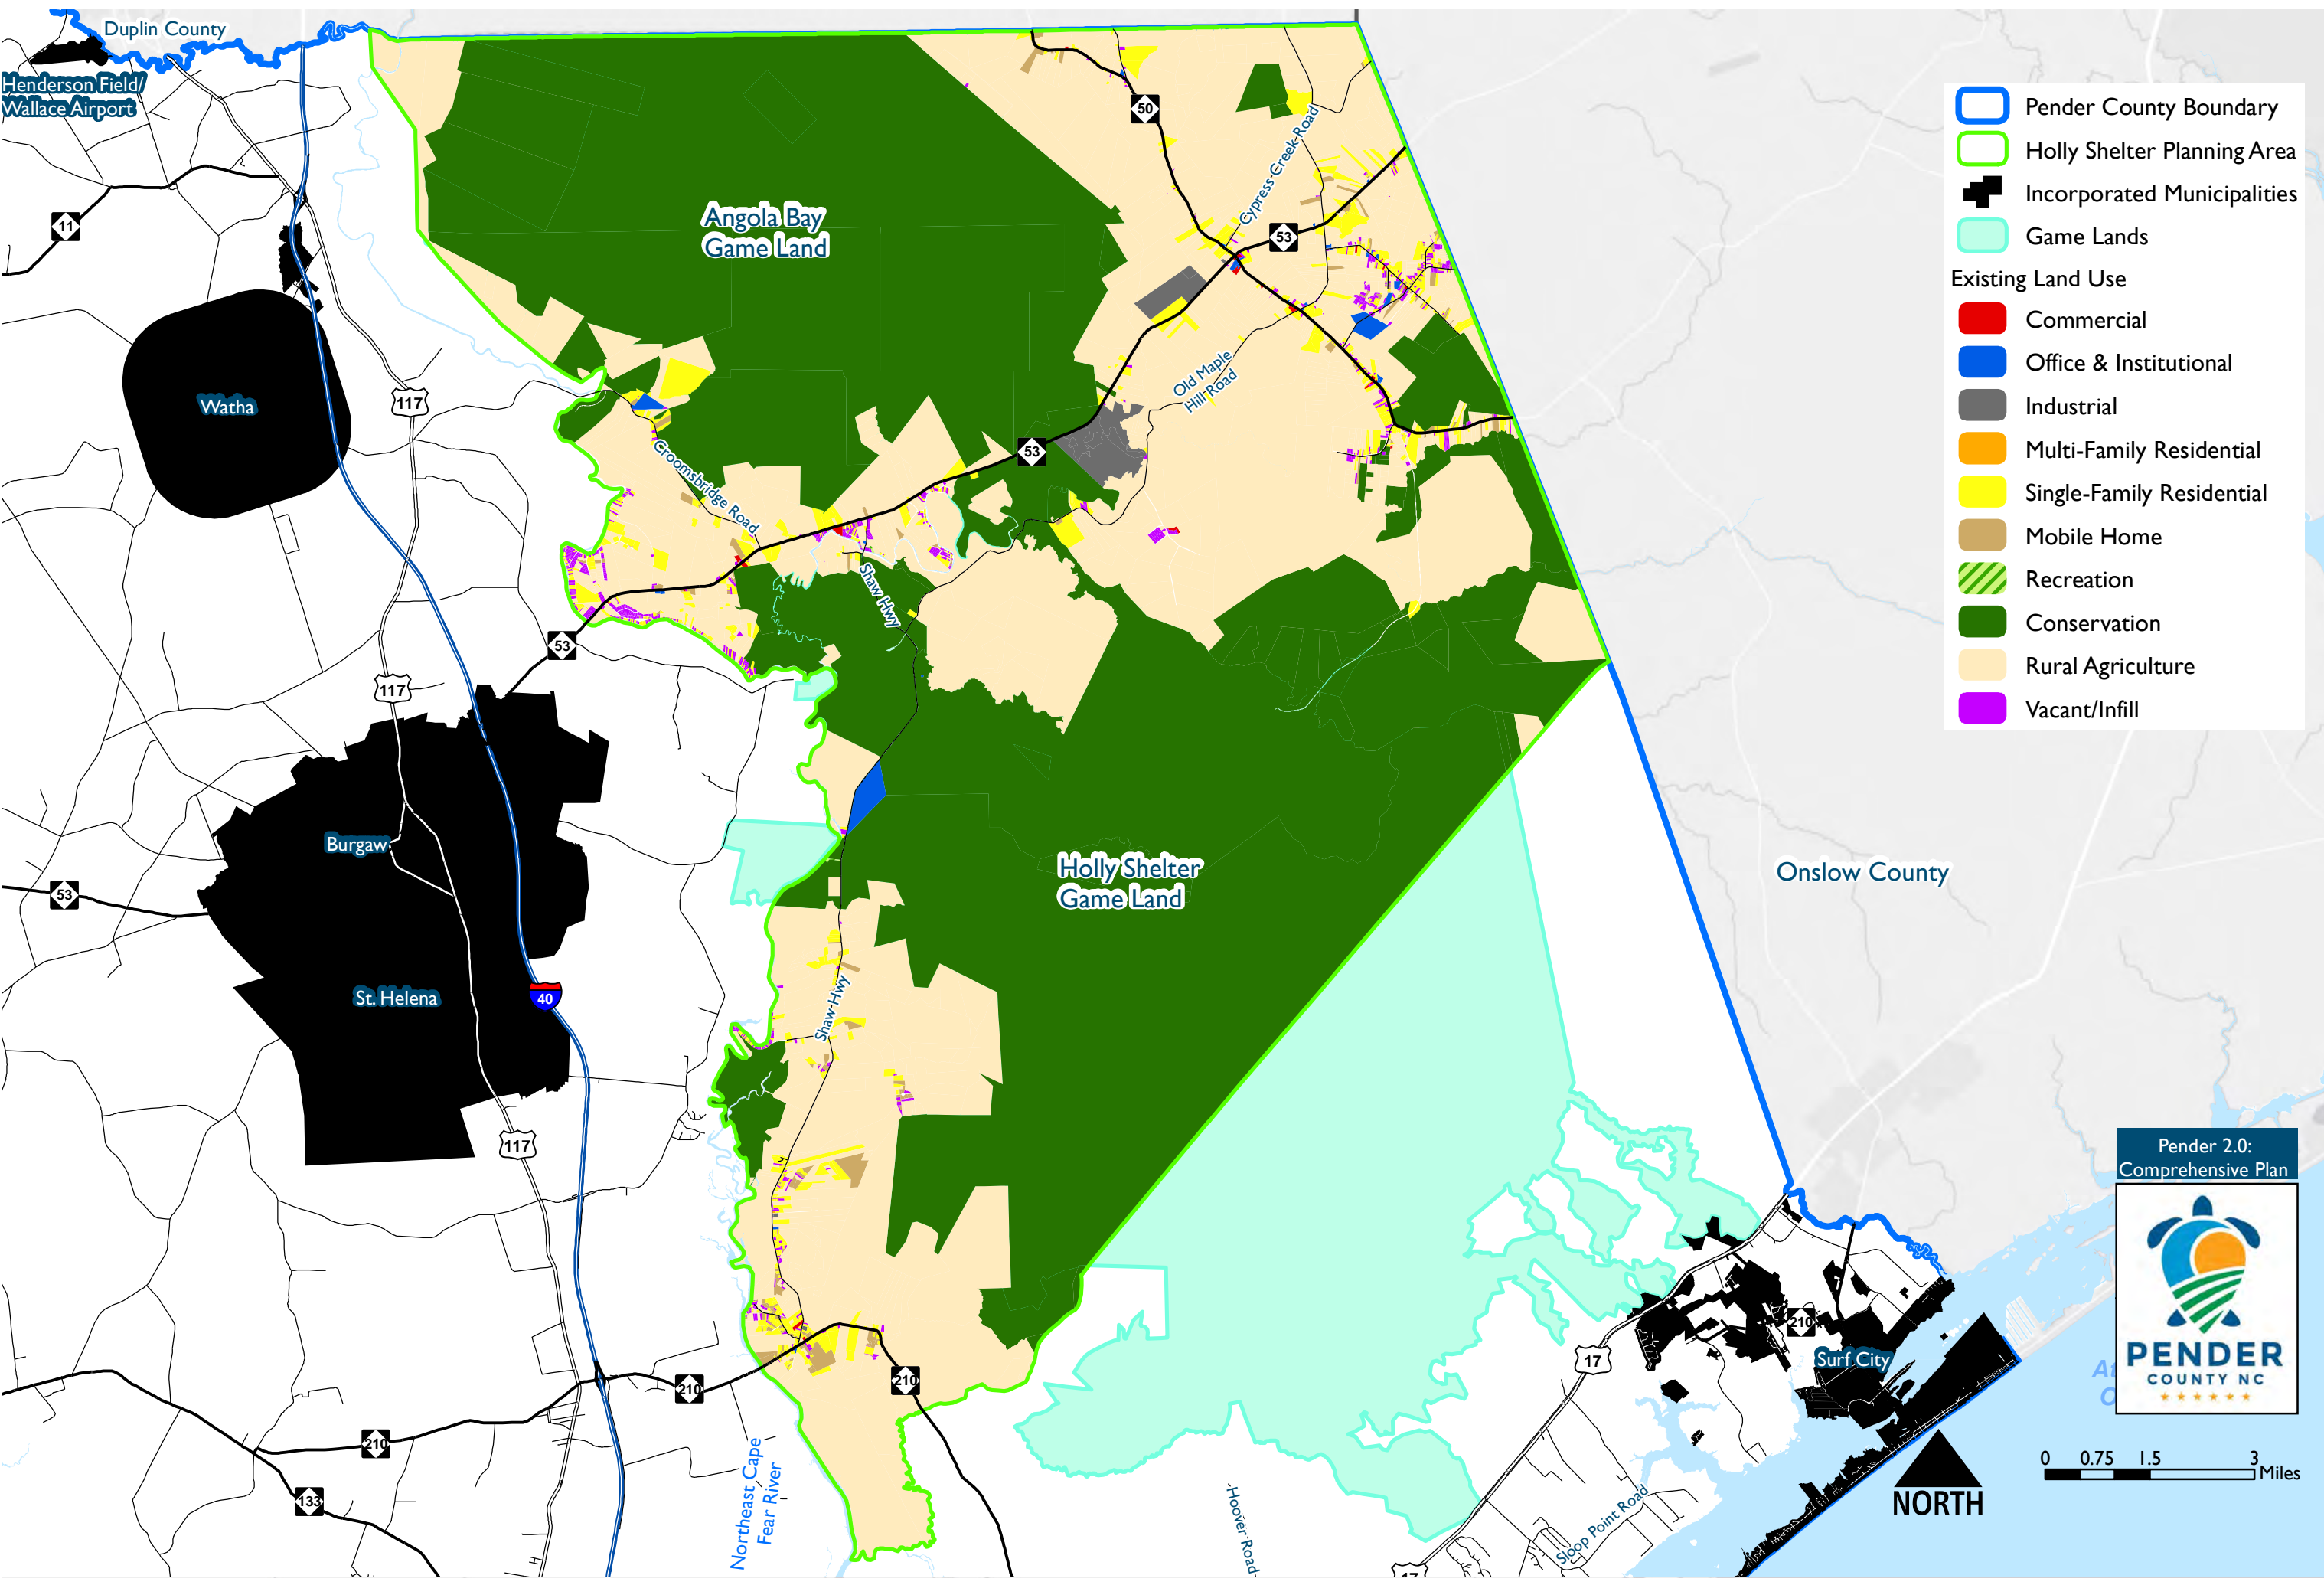 Duplin County
Henderson Field/
Wallace Airport
11
Watha
117
117
53
Burgaw
53
St. Helena
40
117
210
210
133
Angola Bay
Game Land
50
Cypress Creek Road
53
Old Maple
Hill Road
53
Croomsbridge Road
Shaw Hwy
Holly Shelter
Game Land
Shaw Hwy
210
Northeast Cape
Fear River
Hoover Road
Sloop Point Road
17
17
210
Surf City
Onslow County
Pender County Boundary
Holly Shelter Planning Area
Incorporated Municipalities
Game Lands
Existing Land Use
Commercial
Office & Institutional
Industrial
Multi-Family Residential
Single-Family Residential
Mobile Home
Recreation
Conservation
Rural Agriculture
Vacant/Infill
Pender 2.0:
Comprehensive Plan
PENDER
COUNTY NC
0 0.75 1.5 3
Miles
NORTH